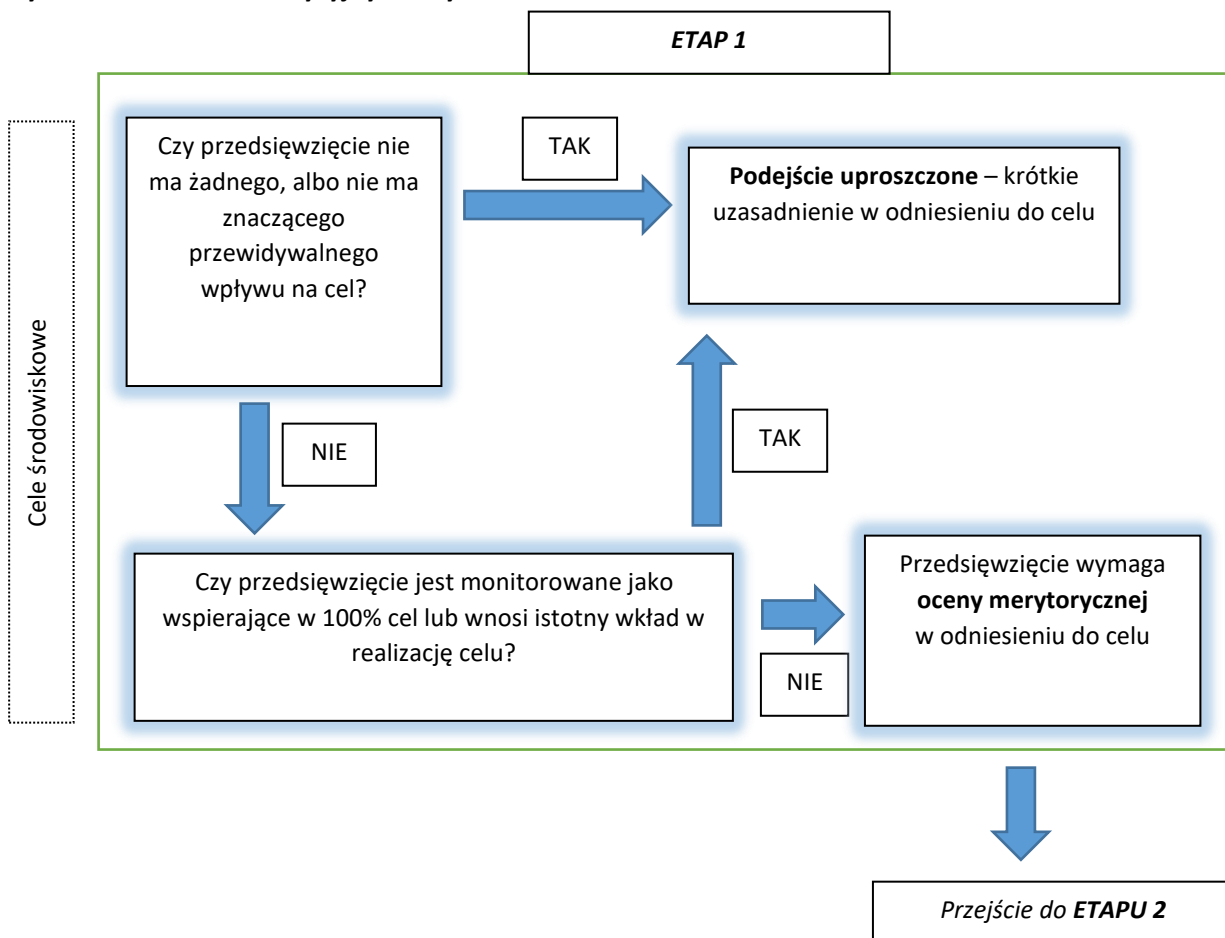 ETAP 1
Cele środowiskowe
Czy przedsięwzięcie nie
ma żadnego, albo nie ma
znaczącego
przewidywalnego
wpływu na cel?
TAK
Podejście uproszczone – krótkie
uzasadnienie w odniesieniu do celu
NIE
TAK
Czy przedsięwzięcie jest monitorowane jako
wspierające w 100% cel lub wnosi istotny wkład w
realizację celu?
NIE
Przedsięwzięcie wymaga
oceny merytorycznej
w odniesieniu do celu
Przejście do ETAPU 2